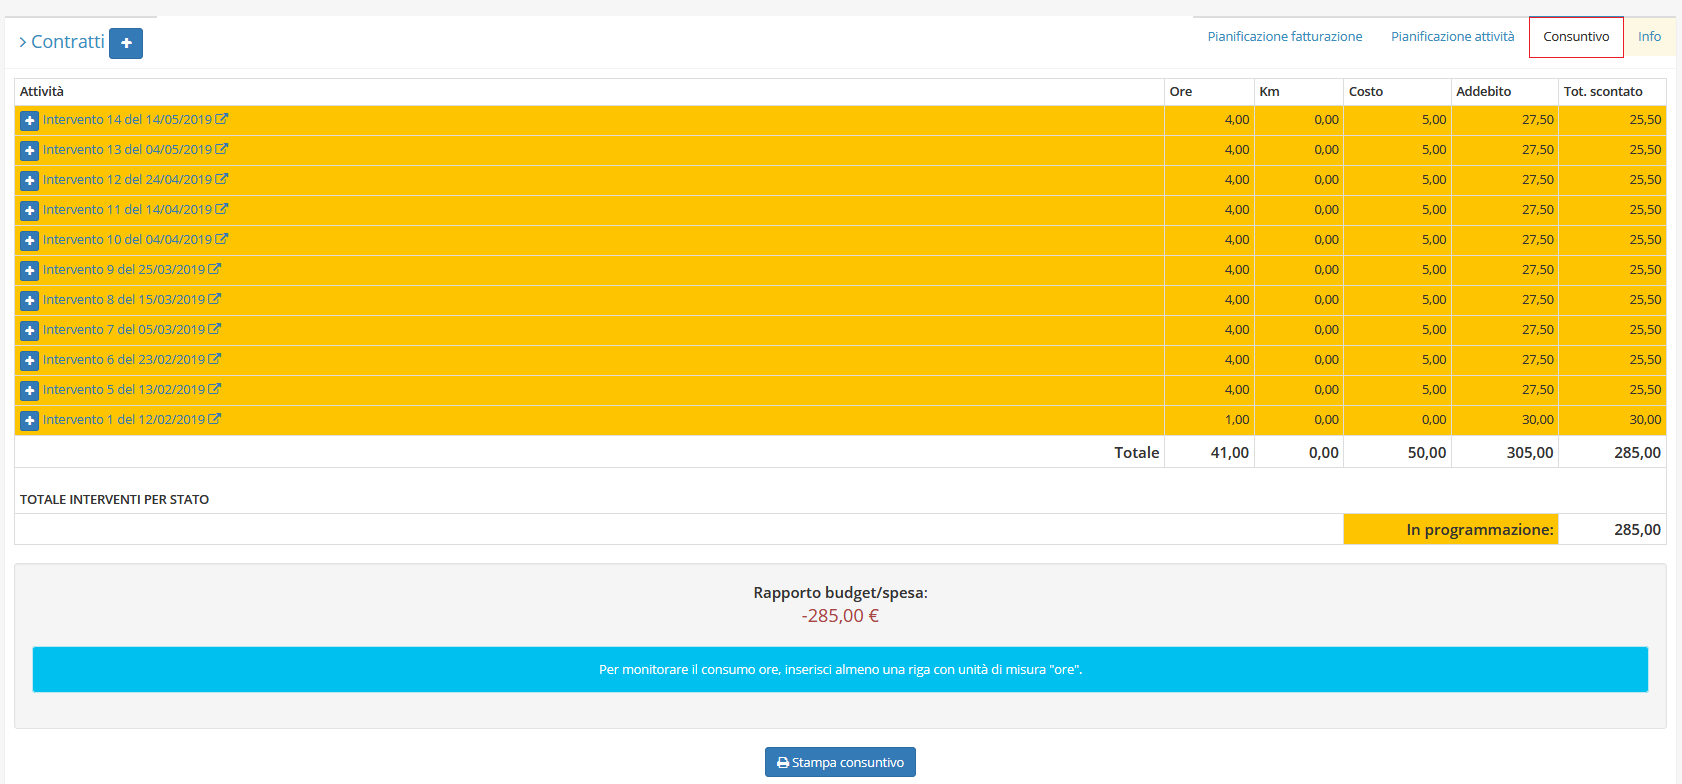 Contratti
Pianificazione fatturazione Pianificazione attività Consuntivo Info
Attività Ore Km Costo Addebito Tot. scontato
Intervento 14 del 14/05/2019 4,00 0,00 5,00 27,50 25,50
Intervento 13 del 04/05/2019 4,00 0,00 5,00 27,50 25,50
Intervento 12 del 24/04/2019 4,00 0,00 5,00 27,50 25,50
Intervento 11 del 14/04/2019 4,00 0,00 5,00 27,50 25,50
Intervento 10 del 04/04/2019 4,00 0,00 5,00 27,50 25,50
Intervento 9 del 25/03/2019 4,00 0,00 5,00 27,50 25,50
Intervento 8 del 15/03/2019 4,00 0,00 5,00 27,50 25,50
Intervento 7 del 05/03/2019 4,00 0,00 5,00 27,50 25,50
Intervento 6 del 23/02/2019 4,00 0,00 5,00 27,50 25,50
Intervento 5 del 13/02/2019 4,00 0,00 5,00 27,50 25,50
Intervento 1 del 12/02/2019 1,00 0,00 0,00 30,00 30,00
Totale 41,00 0,00 50,00 305,00 285,00
TOTALE INTERVENTI PER STATO
In programmazione: 285,00
Rapporto budget/spesa:
-285,00 €
Per monitorare il consumo ore, inserisci almeno una riga con unità di misura "ore".
Stampa consuntivo